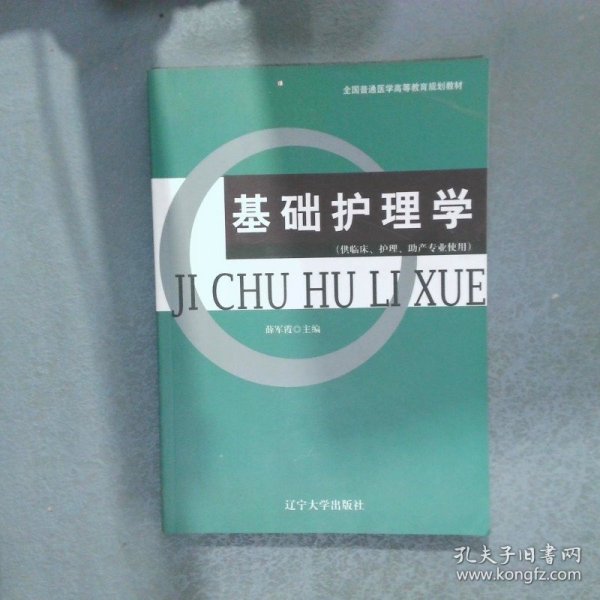 全国普通医学高等教育规划教材
基础护理学
(供临床、护理、助产专业使用)
JI CHU HU LI XUE
薛军霞◎主编
辽宁大学出版社
孔夫子旧书网
www.kongfz.com